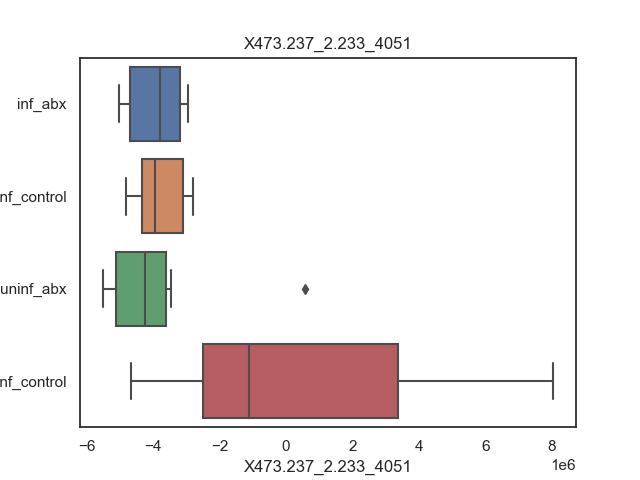 X473.237_2.233_4051
inf_abx
nf_control
uninf_abx
nf_control
−6 −4 −2 0 2 4 6 8
1e6
X473.237_2.233_4051